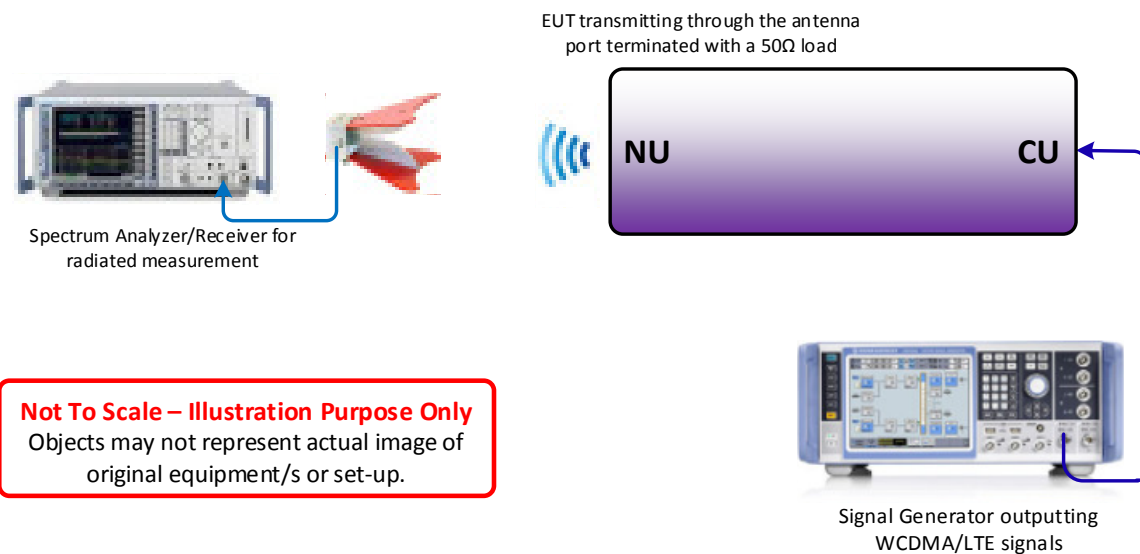 EUT transmitting through the antenna
port terminated with a 50Ω load
NU
CU
Spectrum Analyzer/Receiver for
radiated measurement
Not To Scale – Illustration Purpose Only
Objects may not represent actual image of
original equipment/s or set-up.
Signal Generator outputting
WCDMA/LTE signals